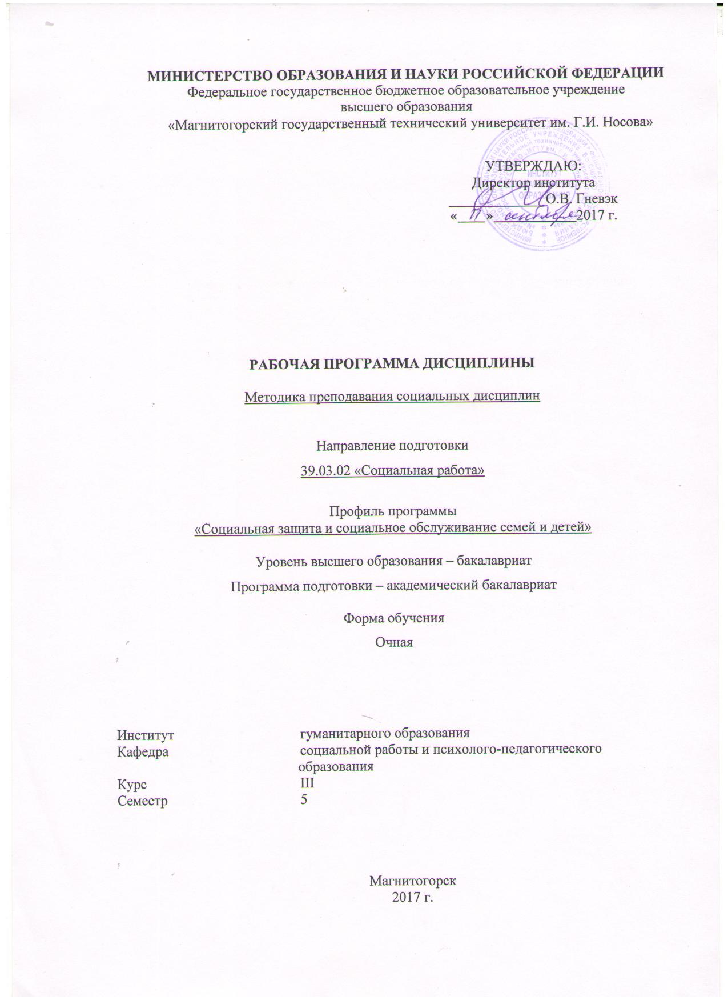 МИНИСТЕРСТВО ОБРАЗОВАНИЯ И НАУКИ РОССИЙСКОЙ ФЕДЕРАЦИИ
Федеральное государственное бюджетное образовательное учреждение
высшего образования
«Магнитогорский государственный технический университет им. Г.И. Носова»
УТВЕРЖДАЮ:
Директор института
О.В. Гневэк
«11» сентября 2017 г.
ИНСТИТУТ
ОБРАЗОВАНИЯ
РАБОЧАЯ ПРОГРАММА ДИСЦИПЛИНЫ
Методика преподавания социальных дисциплин
Направление подготовки
39.03.02 «Социальная работа»
Профиль программы
«Социальная защита и социальное обслуживание семей и детей»
Уровень высшего образования – бакалавриат
Программа подготовки – академический бакалавриат
Форма обучения
Очная
Институт гуманитарного образования
Кафедра социальной работы и психолого-педагогического
образования
Курс III
Семестр 5
Магнитогорск
2017 г.